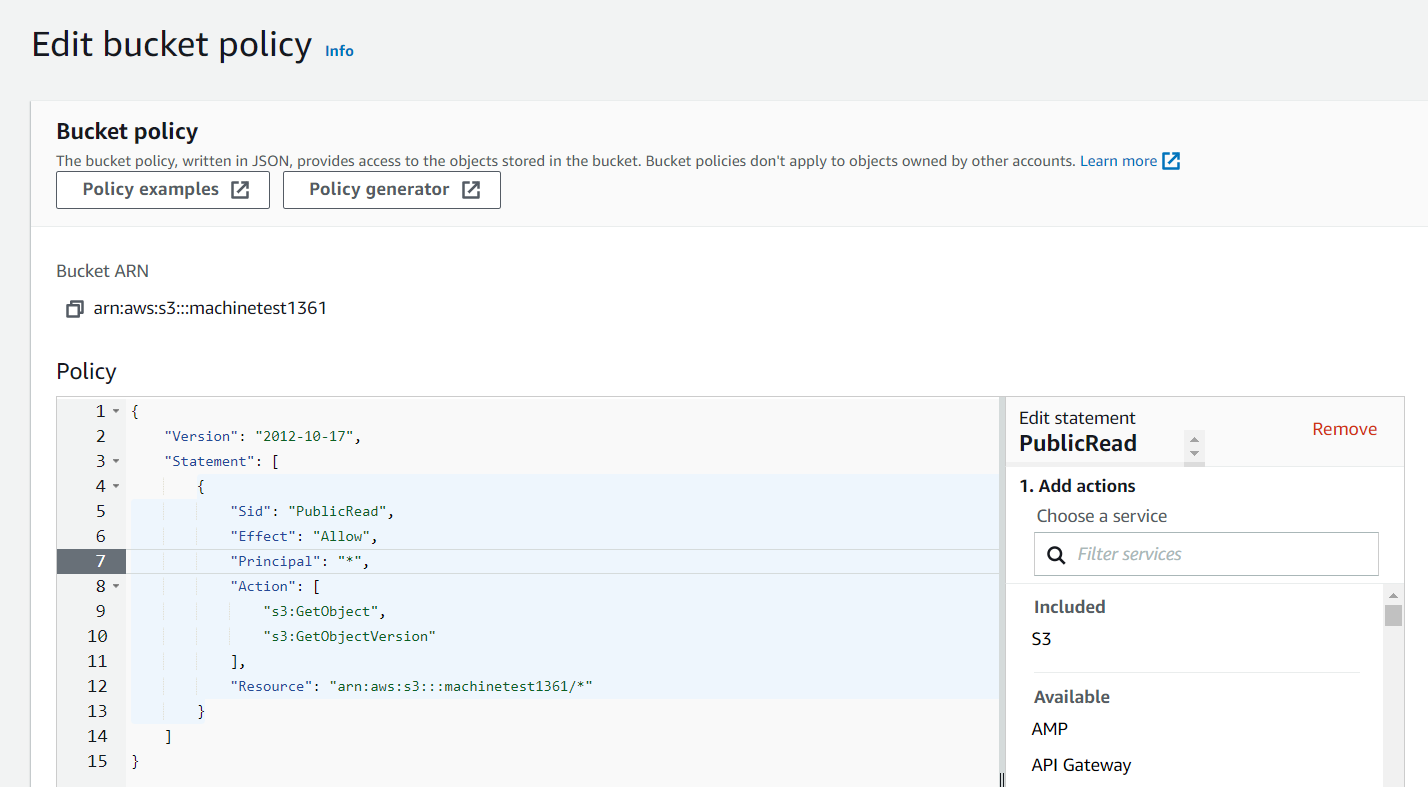 Edit bucket policy Info
Bucket policy
The bucket policy, written in JSON, provides access to the objects stored in the bucket. Bucket policies don't apply to objects owned by other accounts. Learn more
Policy examples Policy generator
Bucket ARN
arn:aws:s3:::machinetest1361
Policy
1 {
2 "Version": "2012-10-17",
3 "Statement": [
4 {
5 "Sid": "PublicRead",
6 "Effect": "Allow",
7 "Principal": "*",
8 "Action": [
9 "s3:GetObject",
10 "s3:GetObjectVersion"
11 ],
12 "Resource": "arn:aws:s3:::machinetest1361/*"
13 }
14 ]
15 }
Edit statement
PublicRead
Remove
1. Add actions
Choose a service
Filter services
Included
S3
Available
AMP
API Gateway